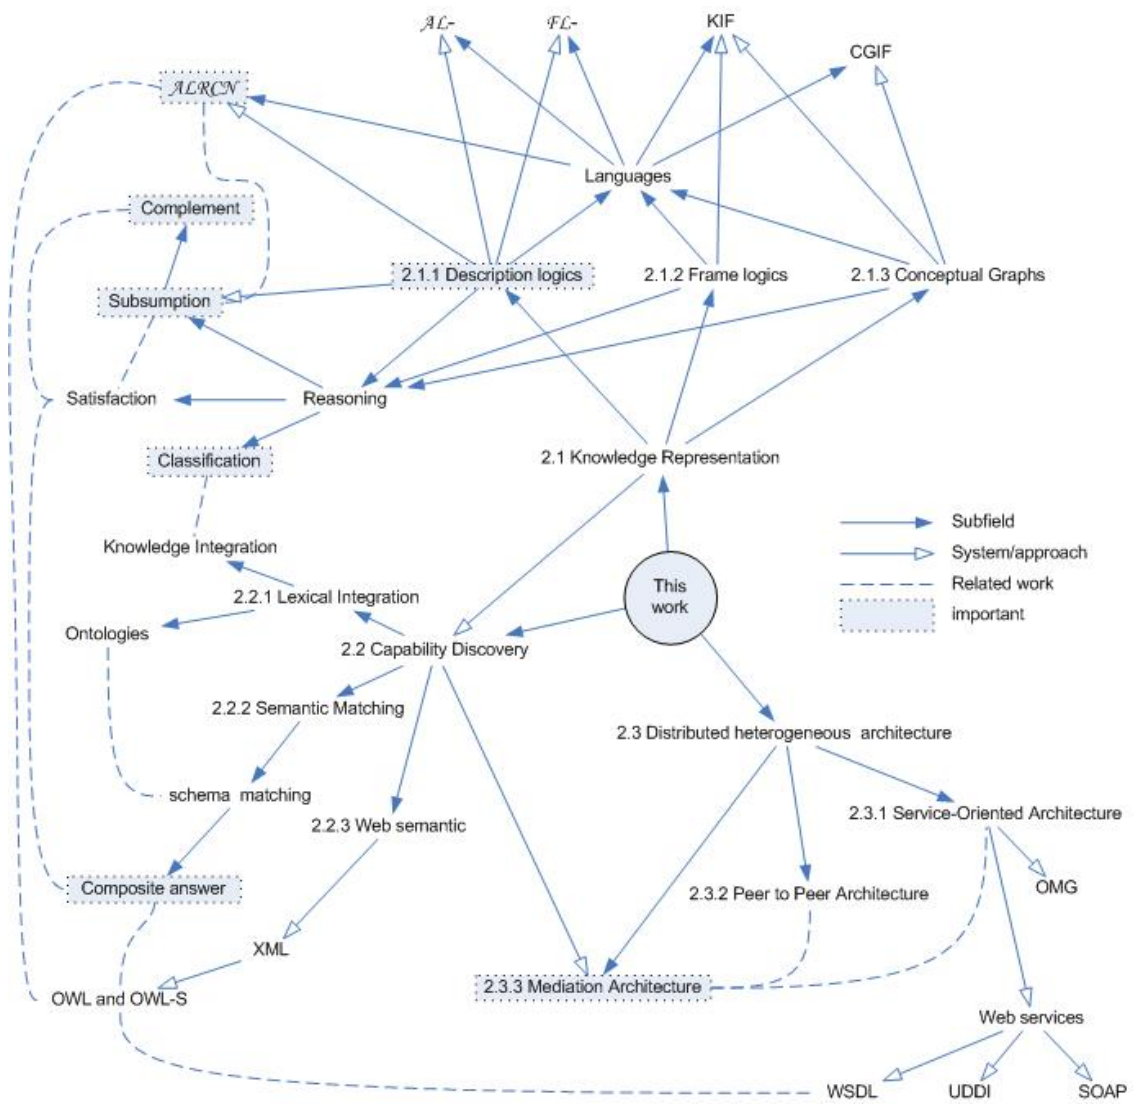 AL-
FL-
KIF
CGIF
ALRCN
Languages
Complement
2.1.1 Description logics
2.1.2 Frame logics
2.1.3 Conceptual Graphs
Subsumption
Satisfaction
Reasoning
Classification
2.1 Knowledge Representation
Subfield
Knowledge Integration
System/approach
This
work
Related work
2.2.1 Lexical Integration
important
Ontologies
2.2 Capability Discovery
2.2.2 Semantic Matching
2.3 Distributed heterogeneous architecture
schema matching
2.3.1 Service-Oriented Architecture
2.2.3 Web semantic
Composite answer
2.3.2 Peer to Peer Architecture
OMG
XML
2.3.3 Mediation Architecture
OWL and OWL-S
Web services
WSDL
UDDI
SOAP